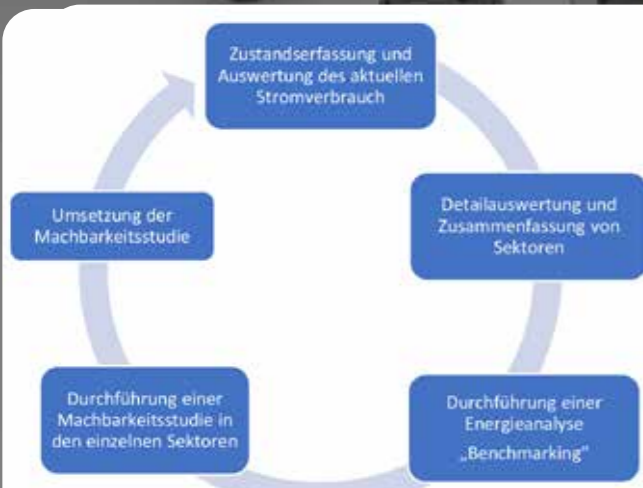 Zustandserfassung und
Auswertung des aktuellen
Stromverbrauch
Detailauswertung und
Zusammenfassung von
Sektoren
Durchführung einer
Energieanalyse
„Benchmarking"
Durchführung einer
Machbarkeitsstudie in
den einzelnen Sektoren
Umsetzung der
Machbarkeitsstudie